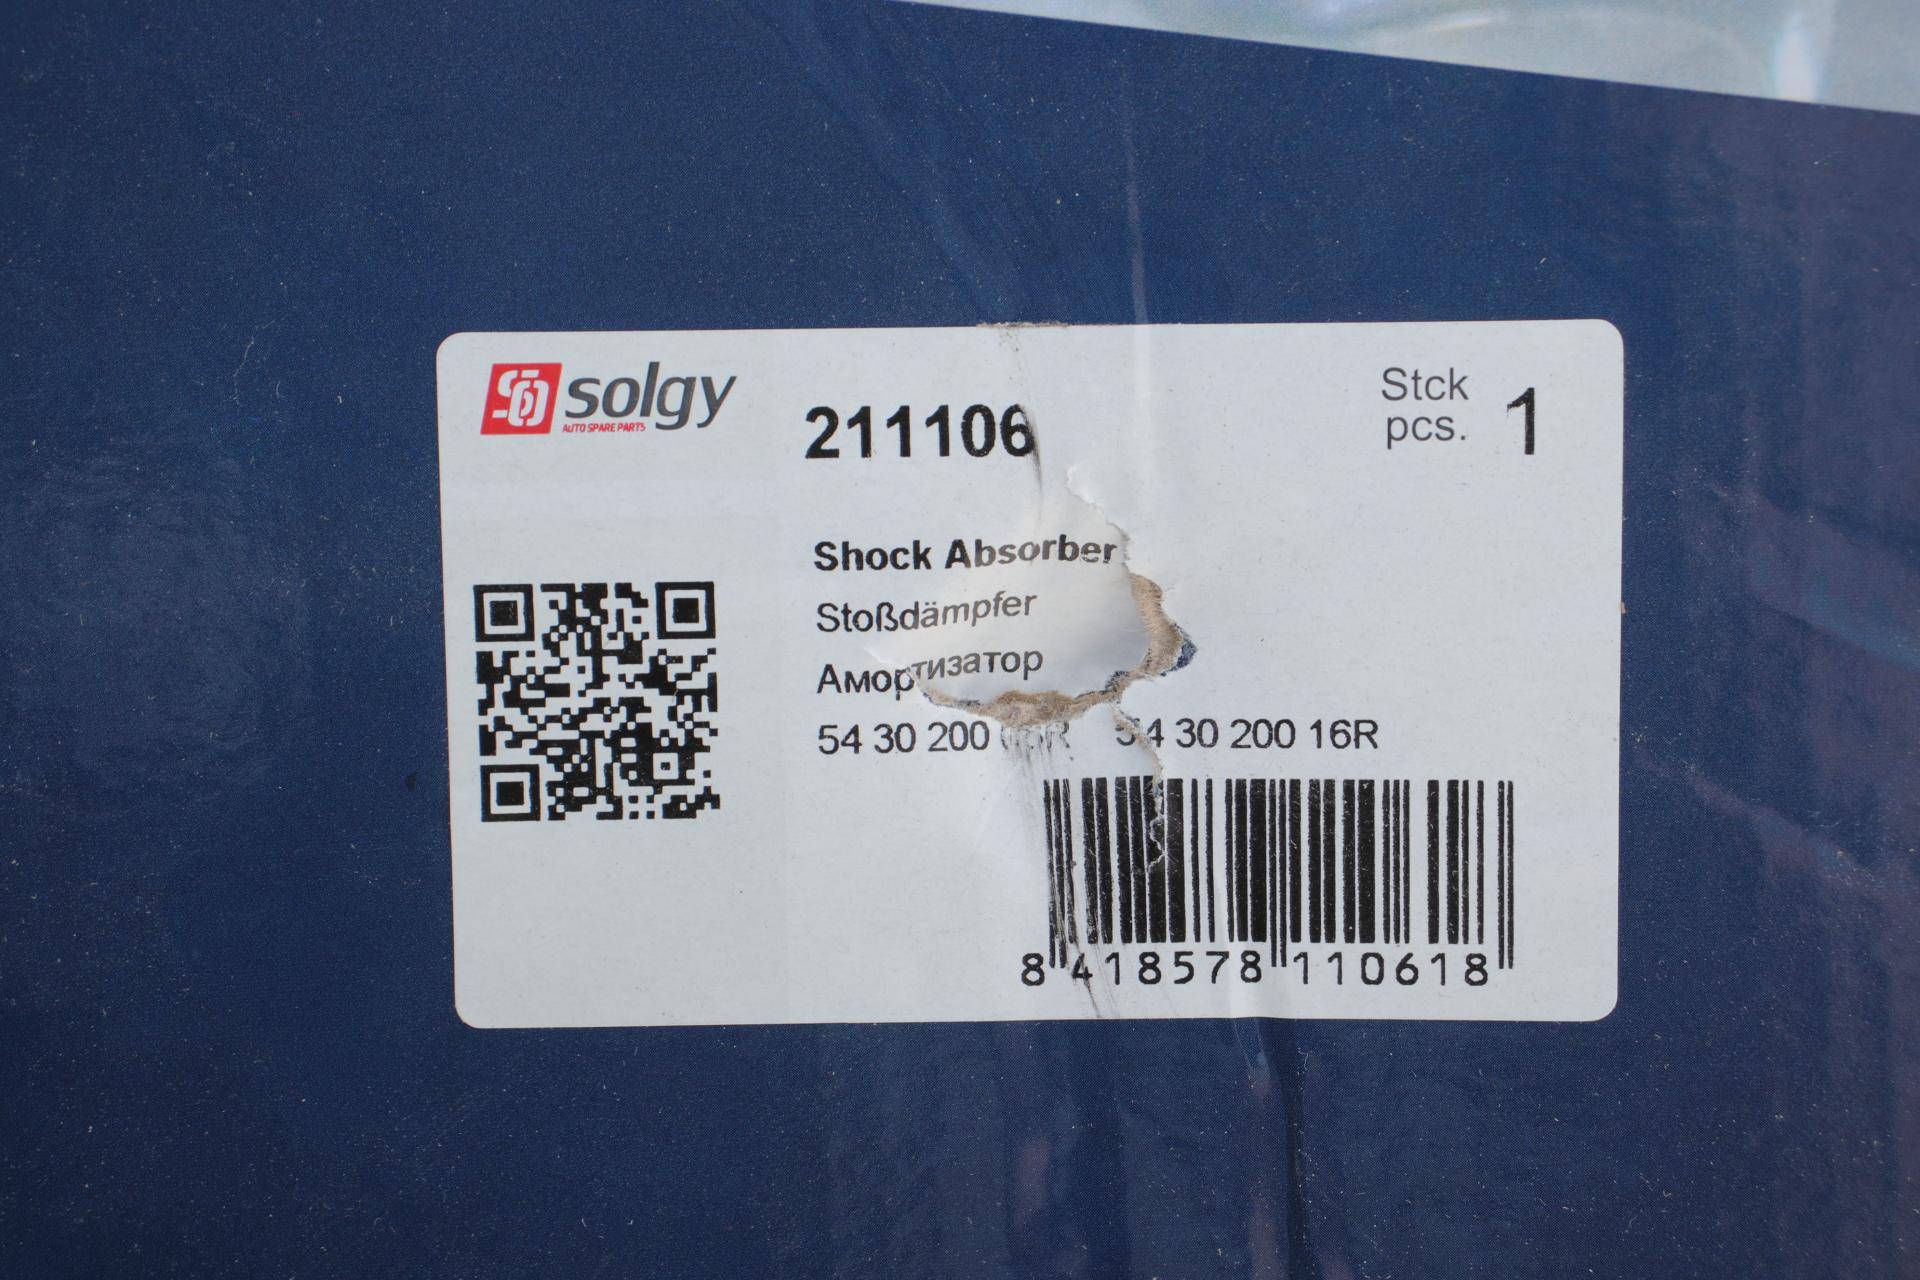 solgy
AUTO SPARE PARTS
211106
Stck
pcs. 1
Shock Absorber
Stoßdämpfer
Амортизатор
54 30 200 54 30 200 16R
8 418578 110618